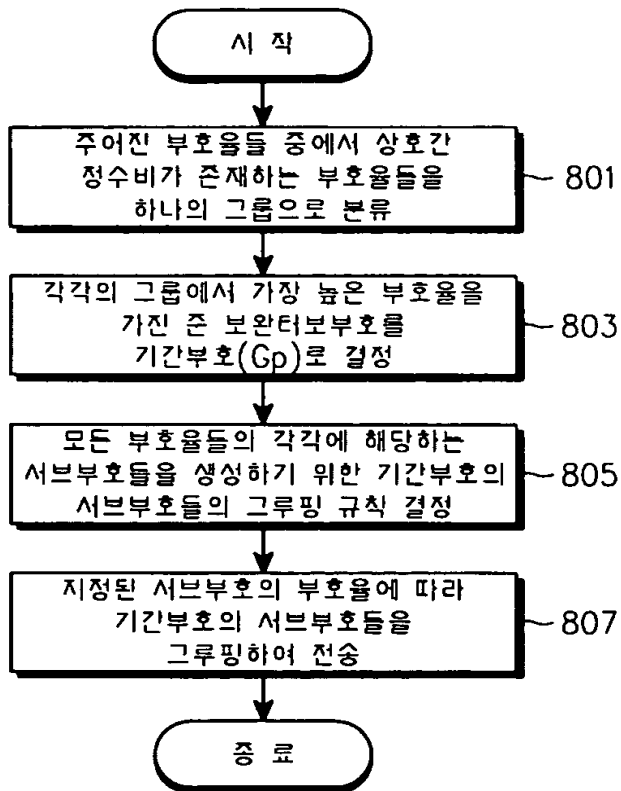 시 작
주어진 부호율들 중에서 상호간
정수비가 존재하는 부호율들을
하나의 그룹으로 분류
801
각각의 그룹에서 가장 높은 부호율을
가진 준 보완터보부호를
기간부호(Gp)로 결정
803
모든 부호율들의 각각에 해당하는
서브부호들을 생성하기 위한 기간부호의
서브부호들의 그루핑 규칙 결정
805
지정된 서브부호의 부호율에 따라
기간부호의 서브부호들을
그루핑하여 전송
807
종 료